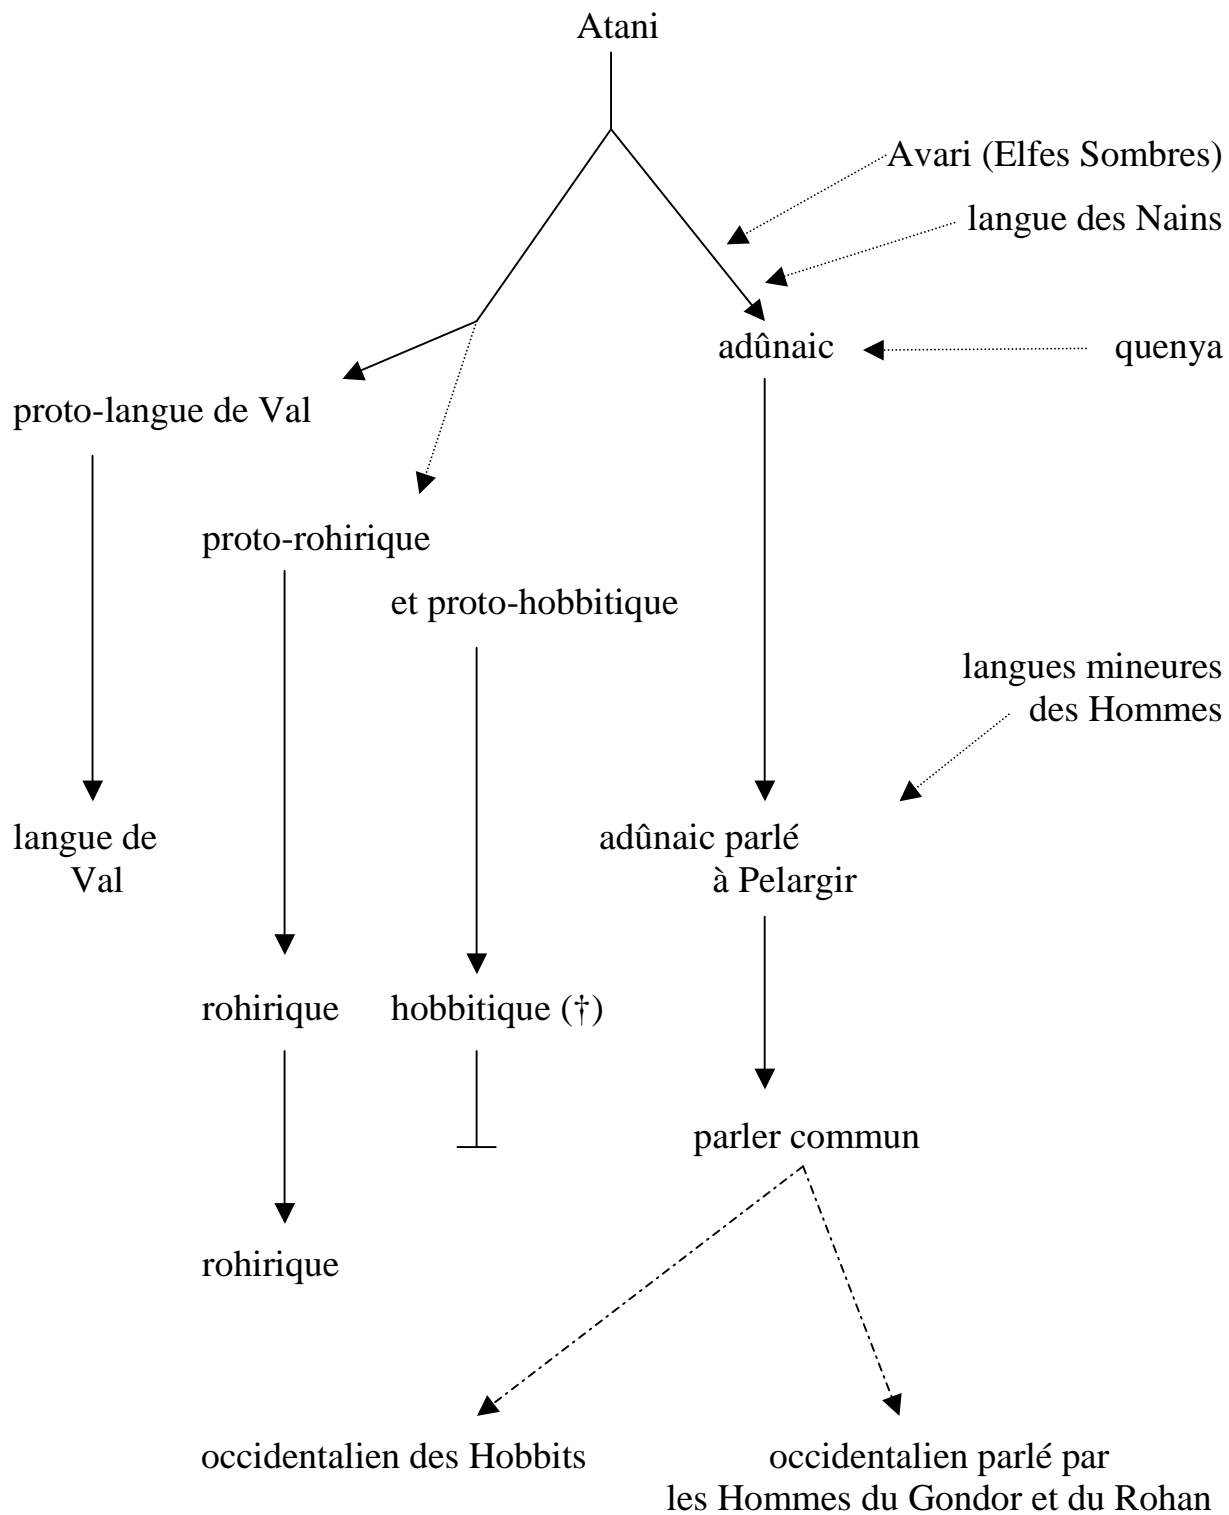 Atani
Avari (Elfes Sombres)
langue des Nains
adûnaic
quenya
proto-langue de Val
proto-rohirique
et proto-hobbitique
langues mineures
des Hommes
langue de
Val
adûnaic parlé
à Pelargir
rohirique
hobbitique (†)
parler commun
rohirique
occidentalien des Hobbits
occidentalien parlé par
les Hommes du Gondor et du Rohan